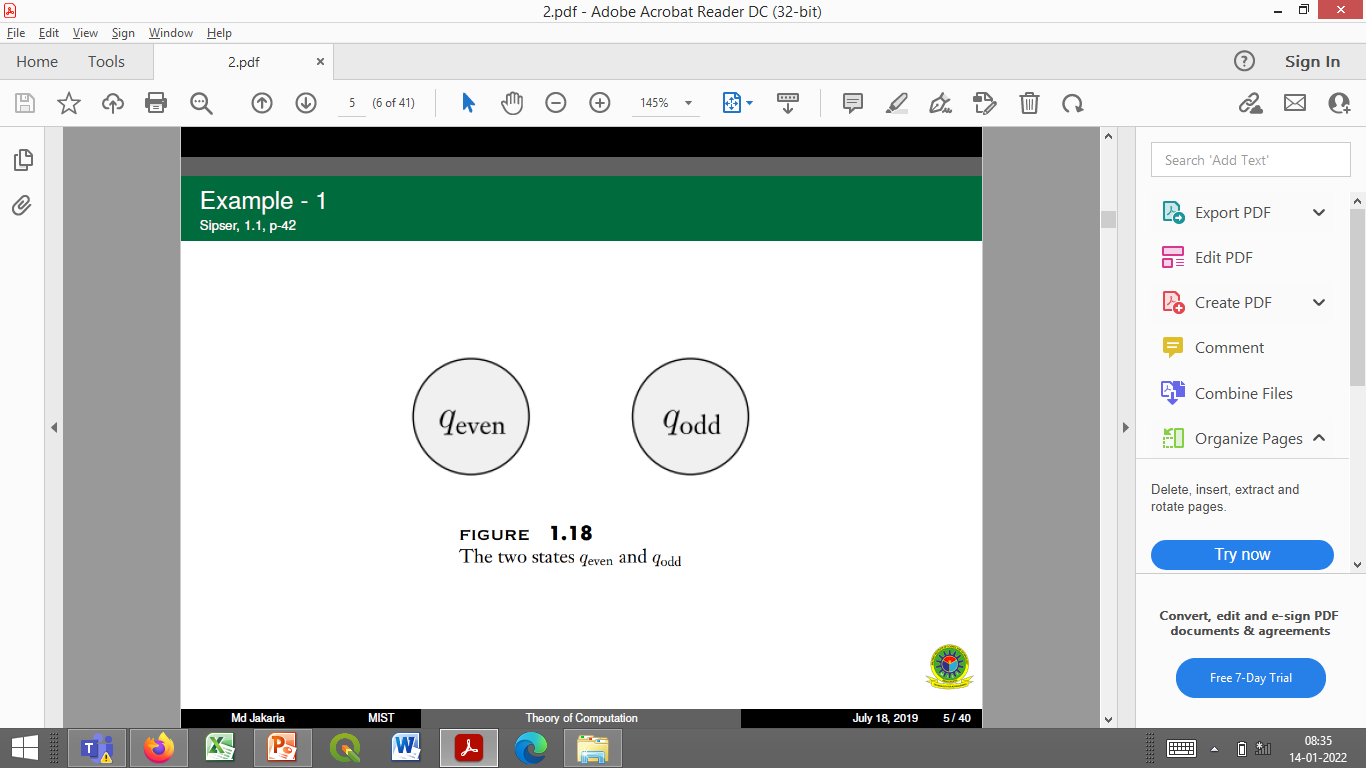 2.pdf - Adobe Acrobat Reader DC (32-bit)
File Edit View Sign Window Help
Home Tools 2.pdf × Sign In
5 (6 of 41) 145%
Search 'Add Text'
Export PDF
Edit PDF
Create PDF
Comment
Combine Files
Organize Pages
Delete, insert, extract and
rotate pages.
Try now
Convert, edit and e-sign PDF
documents & agreements
Free 7-Day Trial
Example - 1
Sipser, 1.1, p-42
qeven qodd
FIGURE 1.18
The two states qeven and qodd
Md Jakaria MIST Theory of Computation July 18, 2019 5 / 40
08:35
14-01-2022